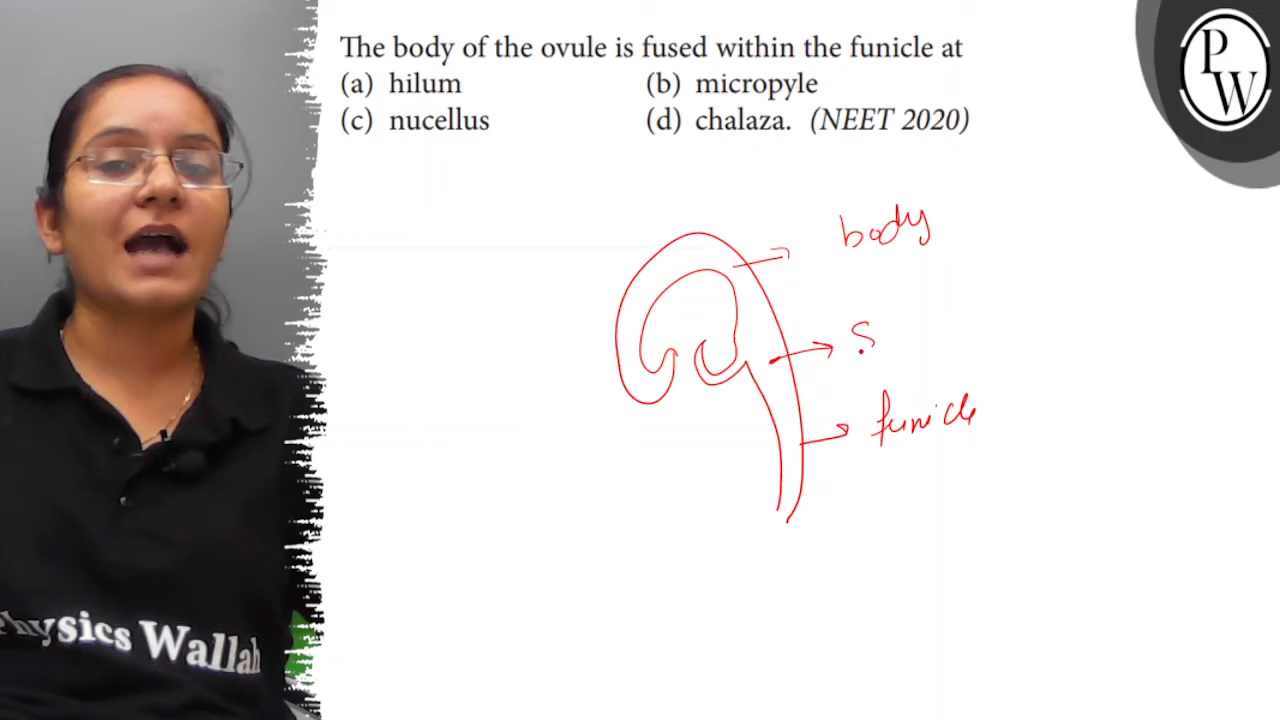 The body of the ovule is fused within the funicle at
(a) hilum (b) micropyle
(c) nucellus (d) chalaza. (NEET 2020)
PW
body
S
funicle
Physics Wallah